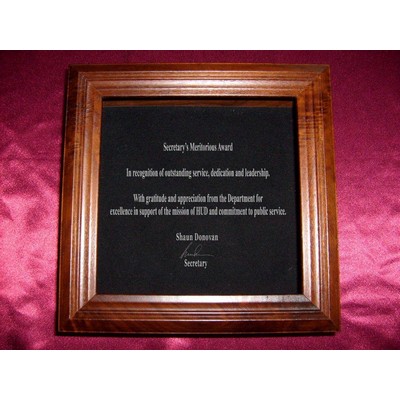 Secretary's Meritorious Award
In recognition of outstanding service, dedication and leadership.
With gratitude and appreciation from the Department for
excellence in support of the mission of HUD and commitment to public service.
Shaun Donovan
Secretary